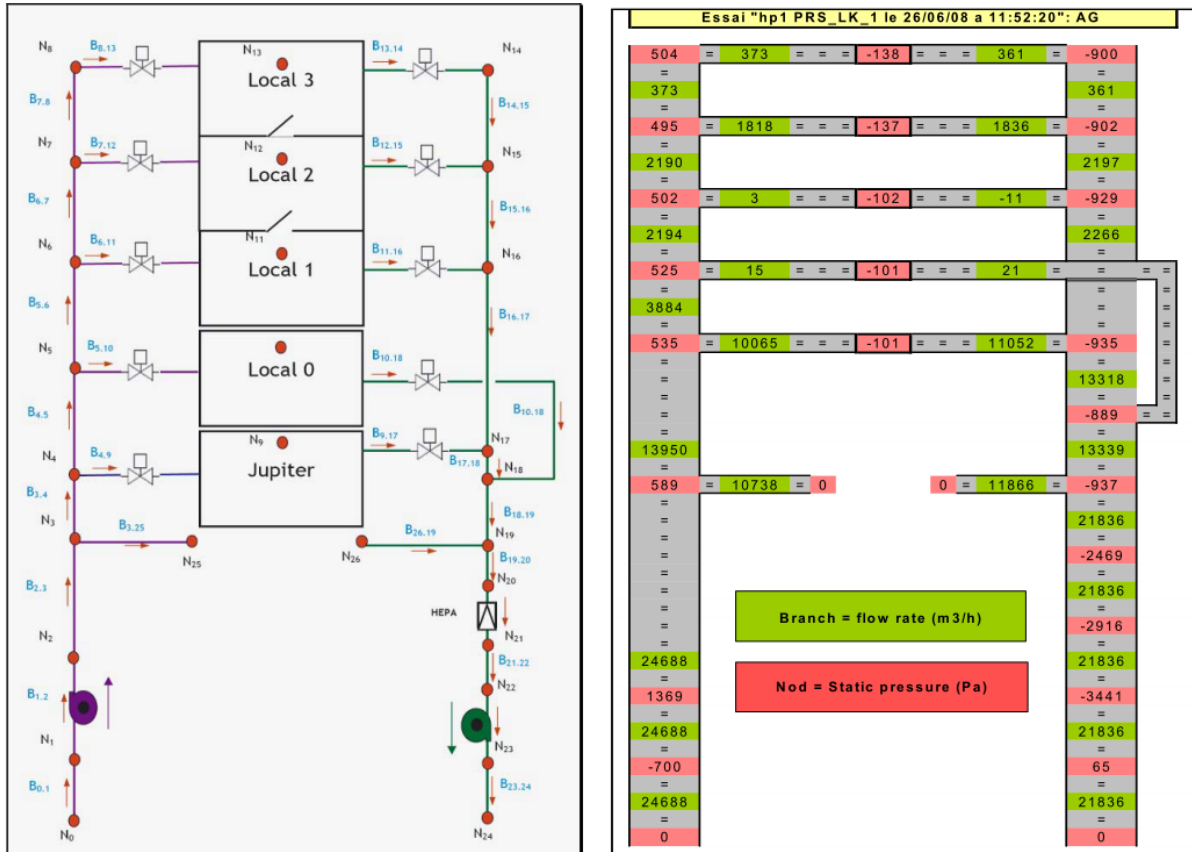 N8
B8.13
N13
B13.14
N14
Local 3
B7.8
B14.15
N7
B7.12
N12
B12.15
N15
Local 2
B6.7
B15.16
N6
B6.11
N11
B11.16
N16
Local 1
B5.6
B16.17
N5
B5.10
B10.18
Local 0
B4.5
B10.18
N9
B9.17
N17
N4
B4.9
Jupiter
B17.18
N18
B3.4
N3
B3.25
B26.19
B18.19
N19
N25
N26
B19.20
N20
B2.3
HEPA
N21
N2
B21.22
N22
B1.2
N1
N23
B0.1
B23.24
N0
N24
Essai "hp1 PRS_LK_1 le 26/06/08 a 11:52:20": AG
504 = 373 = = = -138 = = = 361 = -900
= =
373 361
= =
495 = 1818 = = = -137 = = = 1836 = -902
= =
2190 2197
= =
502 = 3 = = = -102 = = = -11 = -929
= =
2194 2266
= =
525 = 15 = = = -101 = = = 21 = = = =
= = =
3884 = =
= = =
535 = 10065 = = = -101 = = = 11052 = -935 =
= = =
= 13318 =
= = =
= -889 = =
13950 13339
589 = 10738 = 0 0 = 11866 = -937
= =
= 21836
= =
= -2469
= =
= 21836
Branch = flow rate (m3/h)
= =
= -2916
= =
24688 21836
= =
1369 -3441
Nod = Static pressure (Pa)
= =
24688 21836
= =
-700 65
= =
24688 21836
= =
0 0